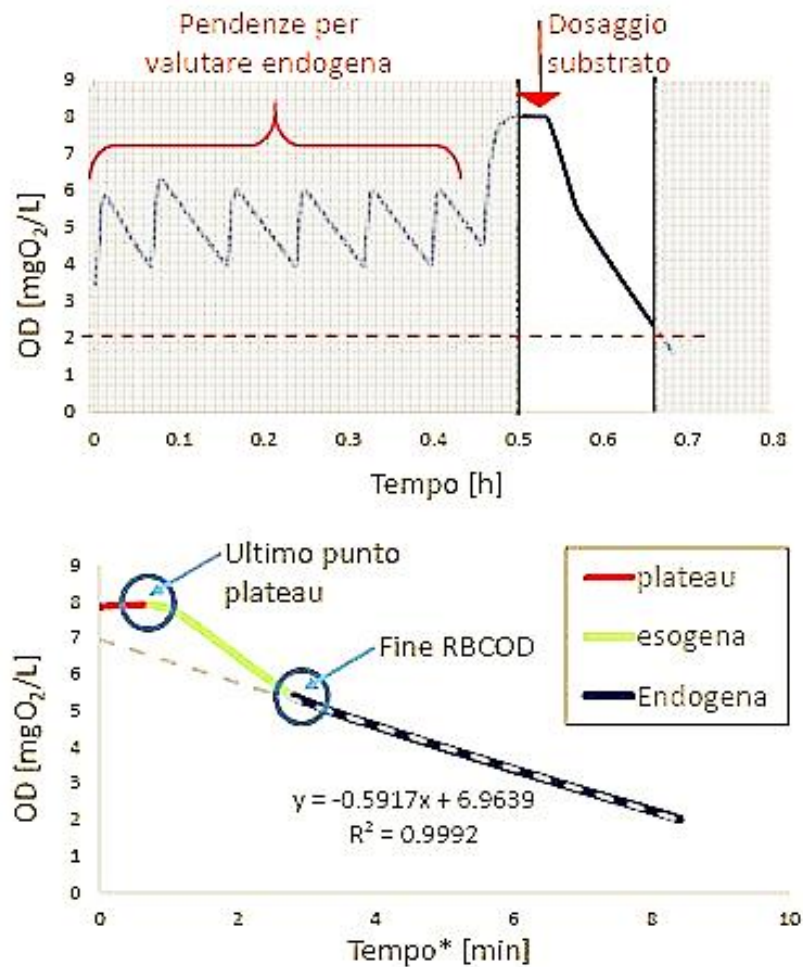 Pendenze per
valutare endogena
Dosaggio
substrato
OD [mgO₂/L]
9
8
7
6
5
4
3
2
1
0
0
0.1
0.2
0.3
0.4
0.5
0.6
0.7
0.8
Tempo [h]
Ultimo punto
plateau
Fine RBCOD
plateau
esogena
Endogena
y = -0.5917x + 6.9639
R² = 0.9992
OD [mgO₂/L]
9
8
7
6
5
4
3
2
1
0
0
2
4
6
8
10
Tempo* [min]